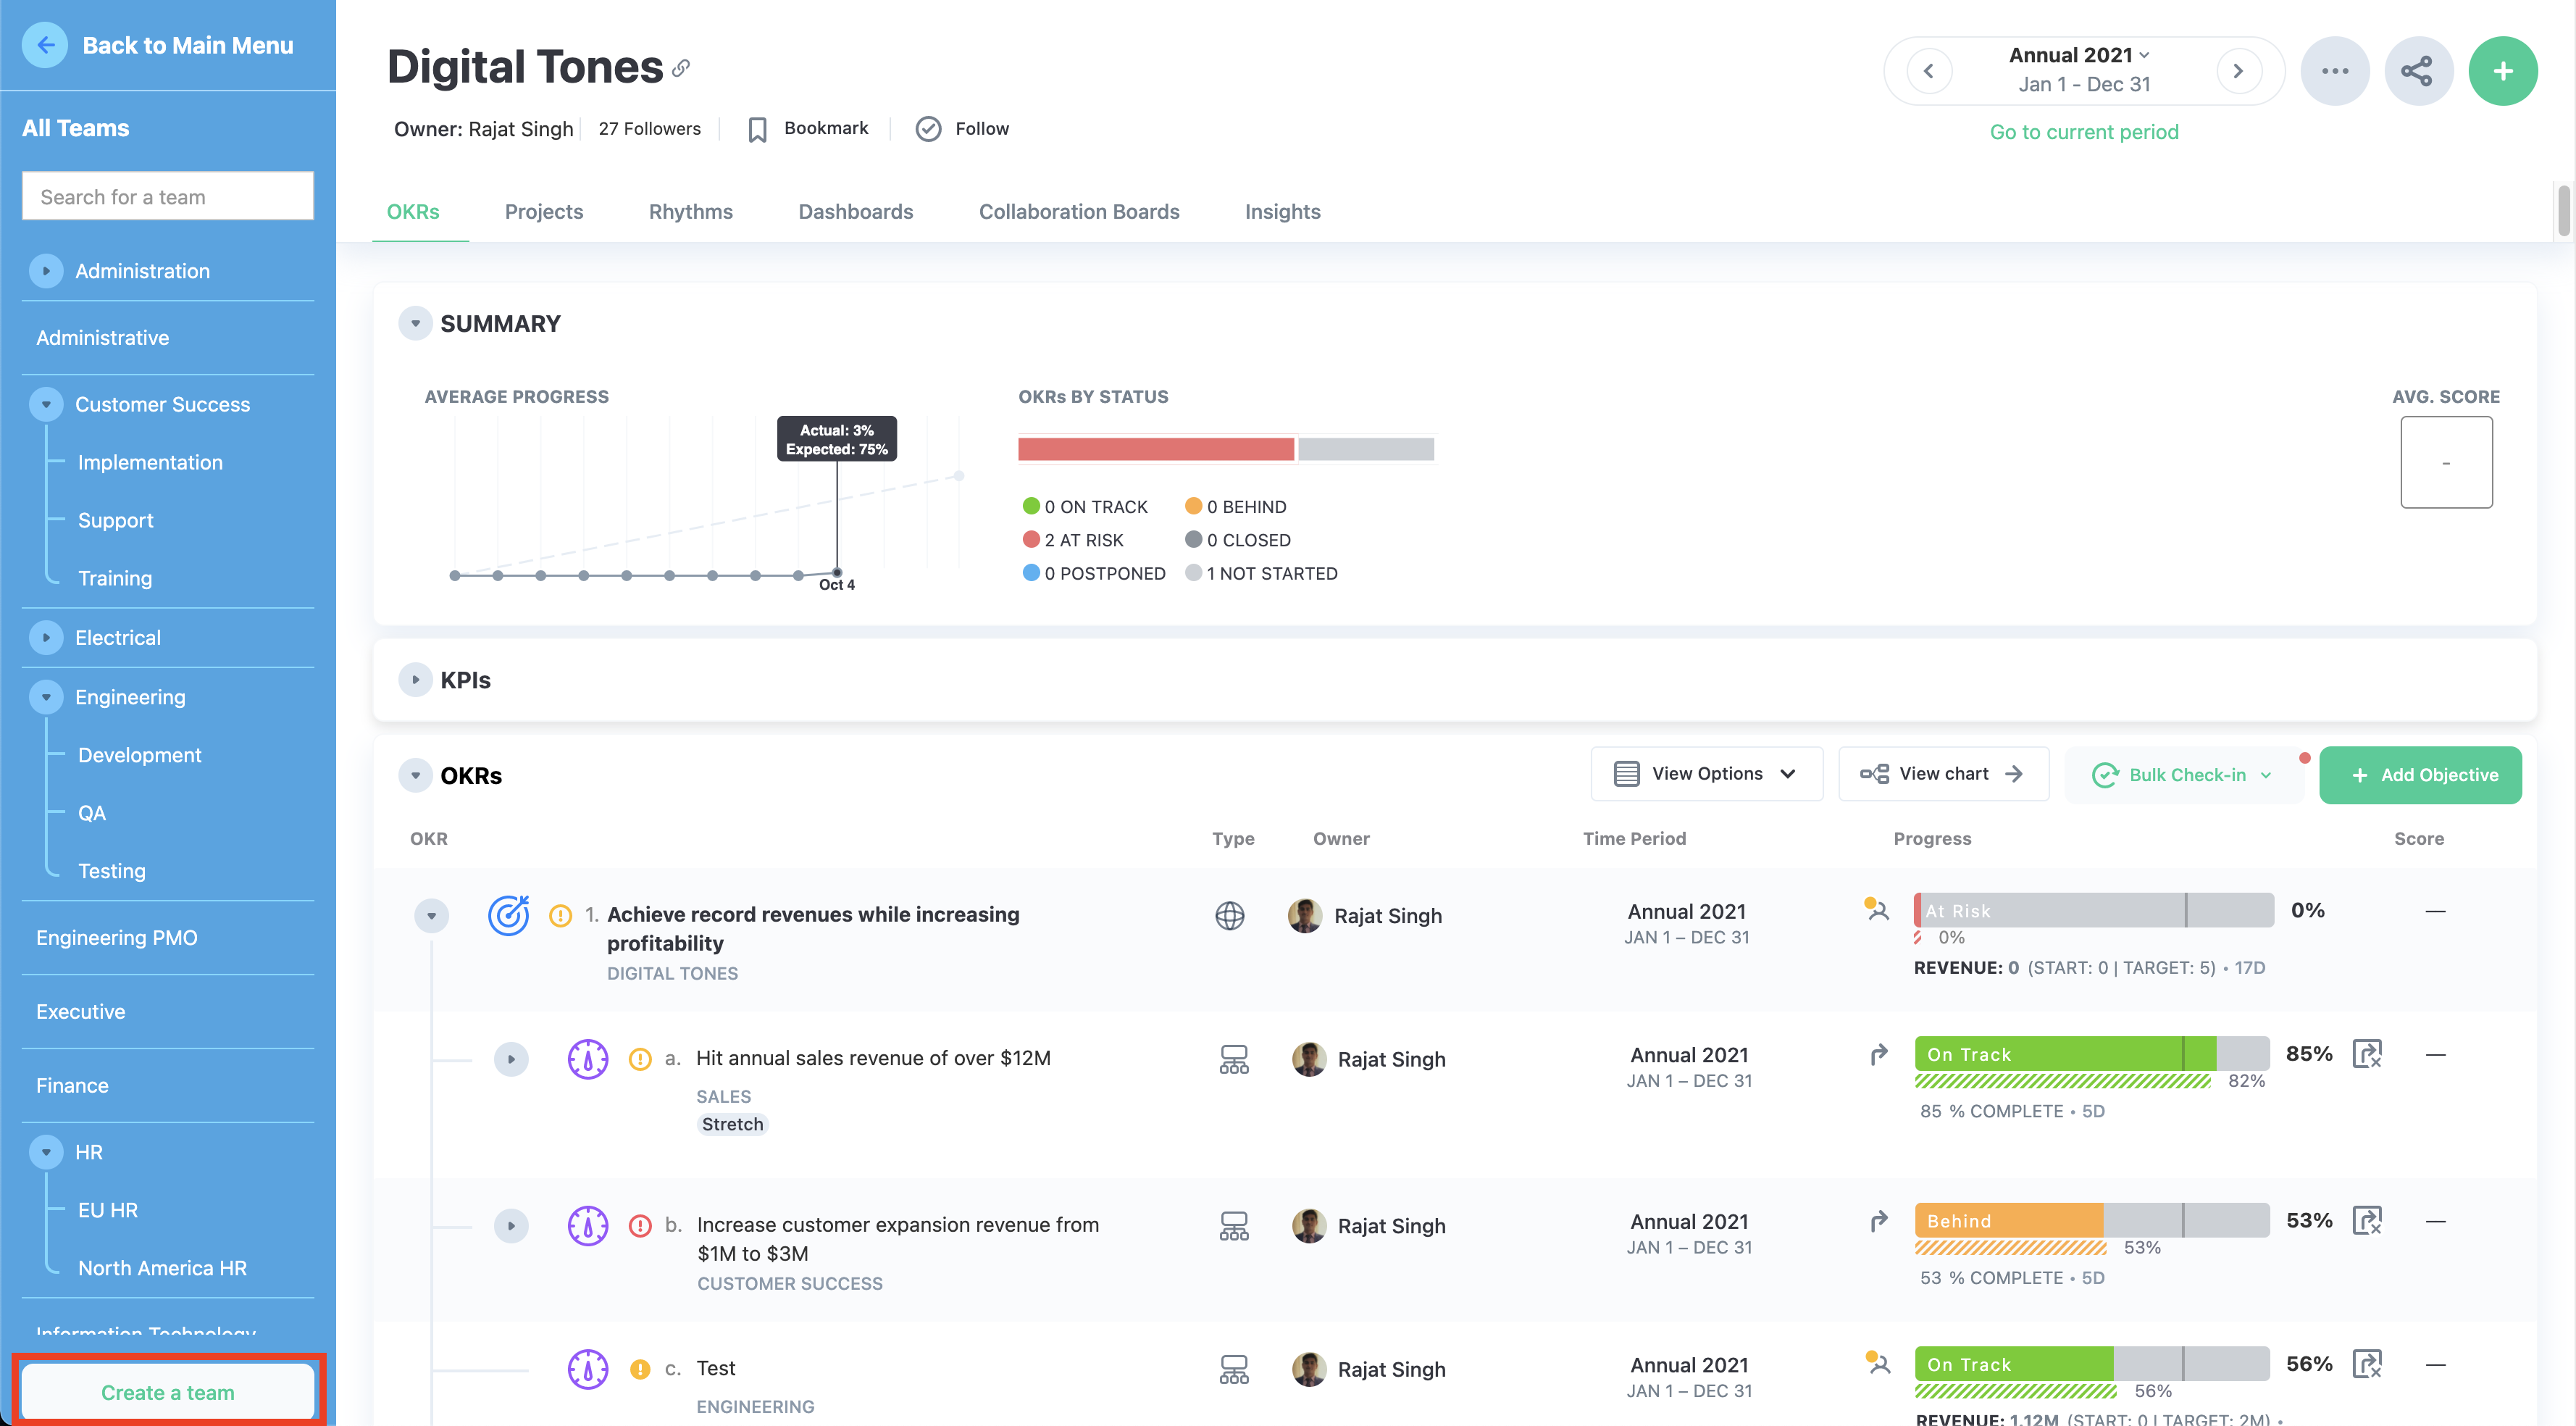 Back to Main Menu
All Teams
Search for a team
Administration
Administrative
Customer Success
Implementation
Support
Training
Electrical
Engineering
Development
QA
Testing
Engineering PMO
Executive
Finance
HR
EU HR
North America HR
Information Technology
Create a team
Digital Tones
Owner: Rajat Singh
27 Followers
Bookmark
Follow
Annual 2021
Jan 1 - Dec 31
Go to current period
OKRs
Projects
Rhythms
Dashboards
Collaboration Boards
Insights
SUMMARY
AVERAGE PROGRESS
Actual: 3%
Expected: 75%
Oct 4
OKRs BY STATUS
0 ON TRACK
0 BEHIND
2 AT RISK
0 CLOSED
0 POSTPONED
1 NOT STARTED
AVG. SCORE
-
KPIs
OKRs
View Options
View chart
Bulk Check-in
+ Add Objective
OKR
Type
Owner
Time Period
Progress
Score
1. Achieve record revenues while increasing
profitability
DIGITAL TONES
Rajat Singh
Annual 2021
JAN 1 – DEC 31
At Risk
0%
0%
REVENUE: 0 (START: 0 | TARGET: 5) • 17D
—
a. Hit annual sales revenue of over $12M
SALES
Stretch
Rajat Singh
Annual 2021
JAN 1 – DEC 31
On Track
85%
82%
85 % COMPLETE • 5D
—
b. Increase customer expansion revenue from
$1M to $3M
CUSTOMER SUCCESS
Rajat Singh
Annual 2021
JAN 1 – DEC 31
Behind
53%
53%
53 % COMPLETE • 5D
—
c. Test
ENGINEERING
Rajat Singh
Annual 2021
JAN 1 – DEC 31
On Track
56%
56%
REVENUE: 1.12M (START: 0 | TARGET: 2M) •
—